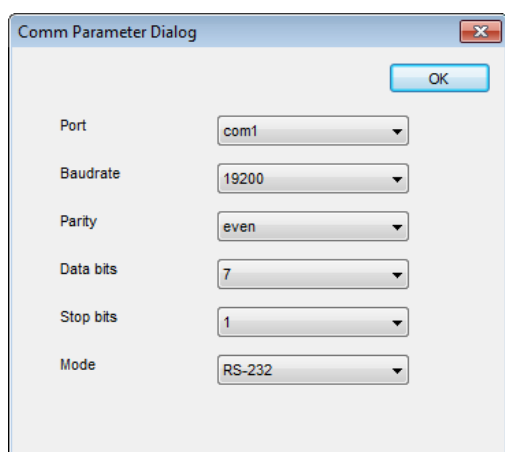 Comm Parameter Dialog
OK
Port com1
Baudrate 19200
Parity even
Data bits 7
Stop bits 1
Mode RS-232